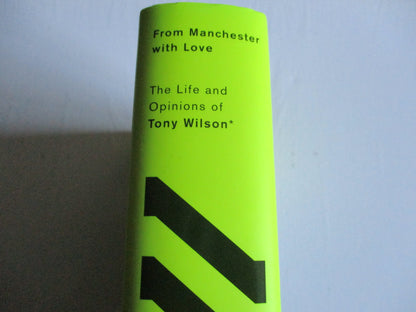 From Manchester
with Love
The Life and
Opinions of
Tony Wilson*